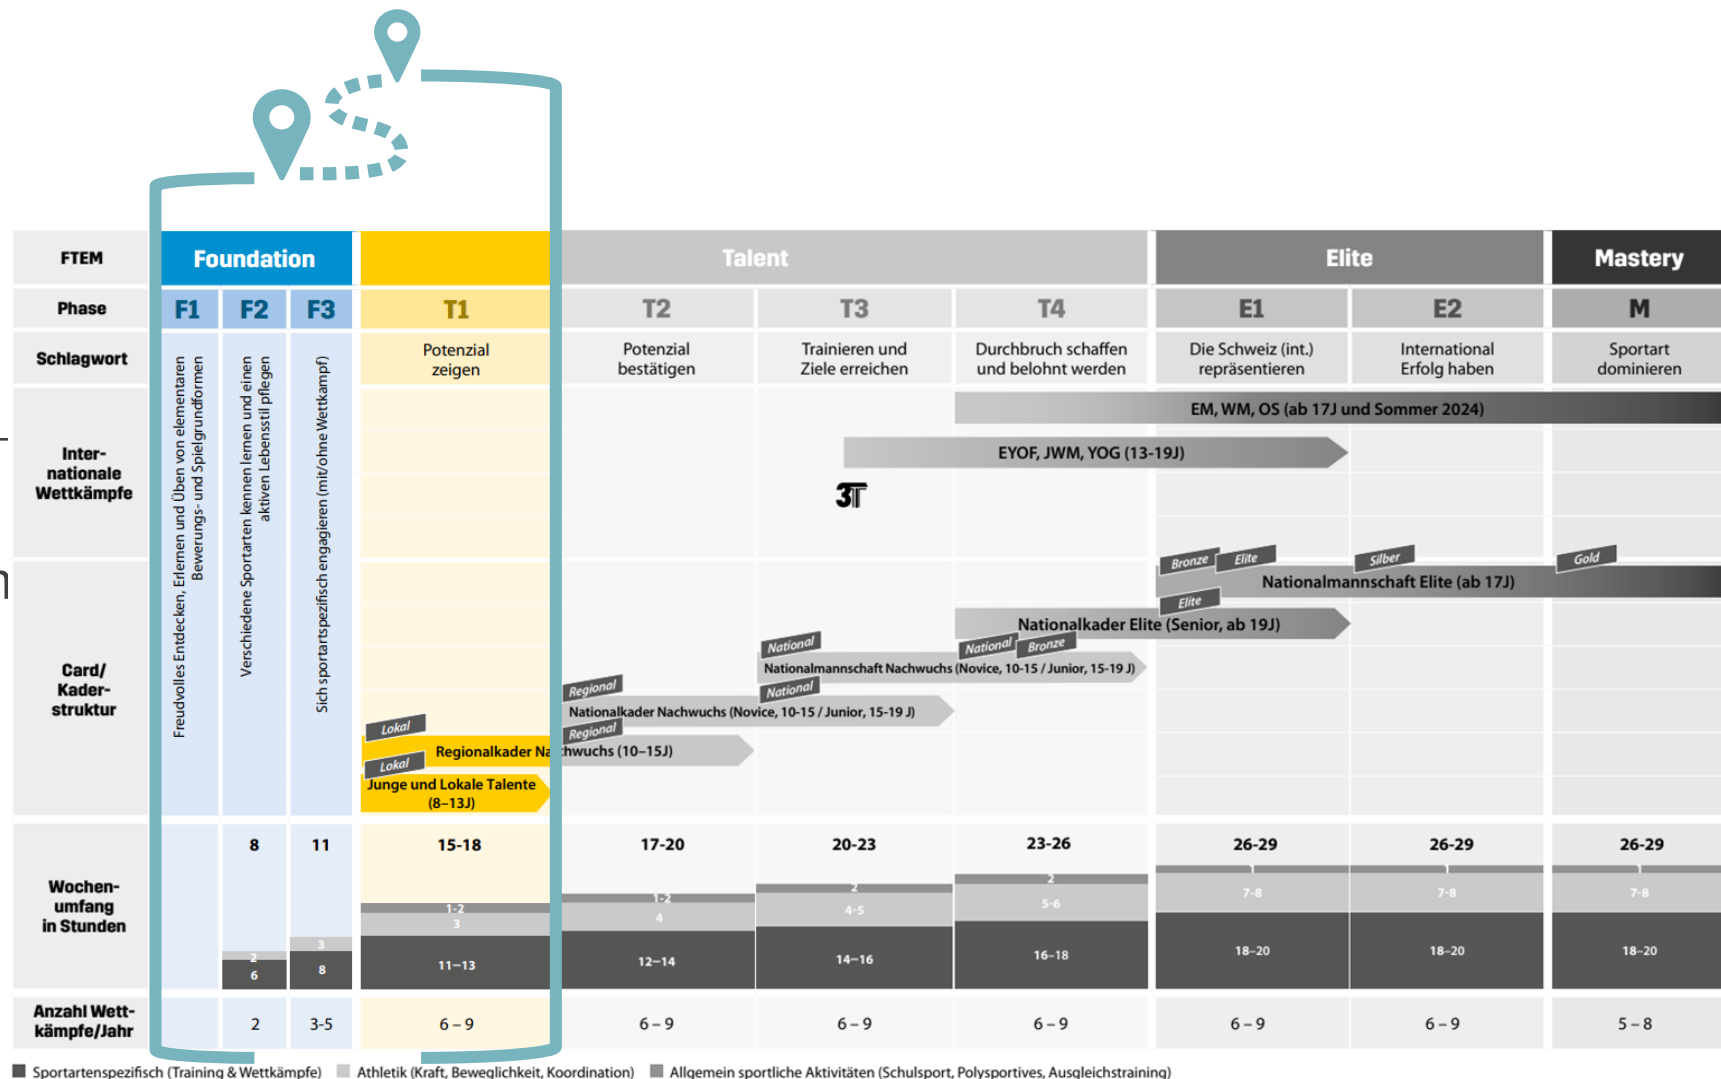 FTEM
Foundation
Talent
Elite
Mastery
Phase
F1
F2
F3
T1
T2
T3
T4
E1
E2
M
Schlagwort
Freudvolles Entdecken, Erlernen und Üben von elementaren
Bewerungs- und Spielgrundformen
Verschiedene Sportarten kennen lernen und einen
aktiven Lebensstil pflegen
Sich sportartspezifisch engagieren (mit/ohne Wettkampf)
Potenzial
zeigen
Potenzial
bestätigen
Trainieren und
Ziele erreichen
Durchbruch schaffen
und belohnt werden
Die Schweiz (int.)
repräsentieren
International
Erfolg haben
Sportart
dominieren
Inter-
nationale
Wettkämpfe
EM, WM, OS (ab 17J und Sommer 2024)
EYOF, JWM, YOG (13-19J)
3T
Card/
Kader-
struktur
Bronze
Elite
Silber
Gold
Nationalmannschaft Elite (ab 17J)
Elite
Nationalkader Elite (Senior, ab 19J)
National
National
Bronze
Nationalmannschaft Nachwuchs (Novice, 10-15 / Junior, 15-19 J)
Regional
National
Nationalkader Nachwuchs (Novice, 10-15 / Junior, 15-19 J)
Lokal
Regional
Regionalkader Nachwuchs (10–15J)
Lokal
Junge und Lokale Talente
(8–13J)
Wochen-
umfang
in Stunden
8
11
15-18
17-20
20-23
23-26
26-29
26-29
26-29
2
6
3
8
1-2
3
11–13
1-2
4
12–14
2
4-5
14–16
2
5-6
16–18
1
7-8
18–20
1
7-8
18–20
1
7-8
18–20
Anzahl Wett-
kämpfe/Jahr
2
3-5
6 – 9
6 – 9
6 – 9
6 – 9
6 – 9
6 – 9
5 – 8
Sportartenspezifisch (Training & Wettkämpfe)
Athletik (Kraft, Beweglichkeit, Koordination)
Allgemein sportliche Aktivitäten (Schulsport, Polysportives, Ausgleichstraining)